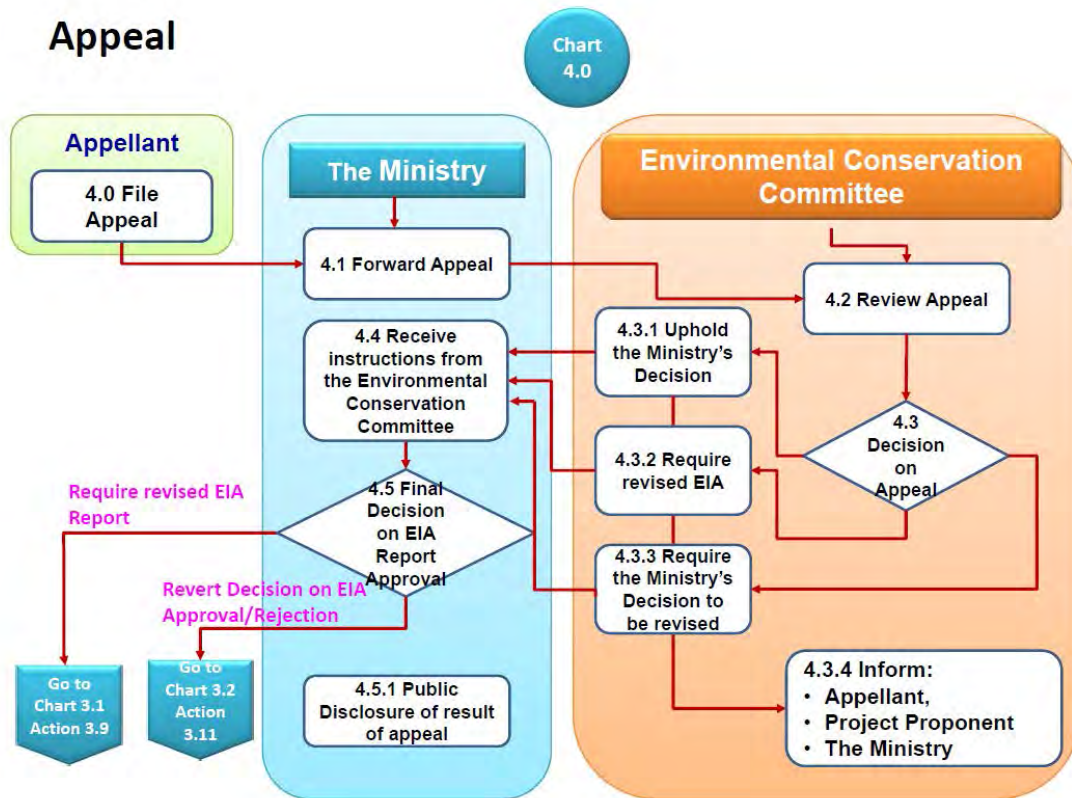 Appeal
Chart
4.0
Appellant
4.0 File
Appeal
The Ministry
4.1 Forward Appeal
4.4 Receive
instructions from
the Environmental
Conservation
Committee
4.5 Final
Decision
on EIA
Report
Approval
4.5.1 Public
Disclosure of result
of appeal
Environmental Conservation
Committee
4.2 Review Appeal
4.3.1 Uphold
the Ministry’s
Decision
4.3
Decision
on
Appeal
4.3.2 Require
revised EIA
4.3.3 Require
the Ministry’s
Decision to
be revised
4.3.4 Inform:
• Appellant,
• Project Proponent
• The Ministry
Require revised EIA
Report
Revert Decision on EIA
Approval/Rejection
Go to
Chart 3.1
Action 3.9
Go to
Chart 3.2
Action
3.11